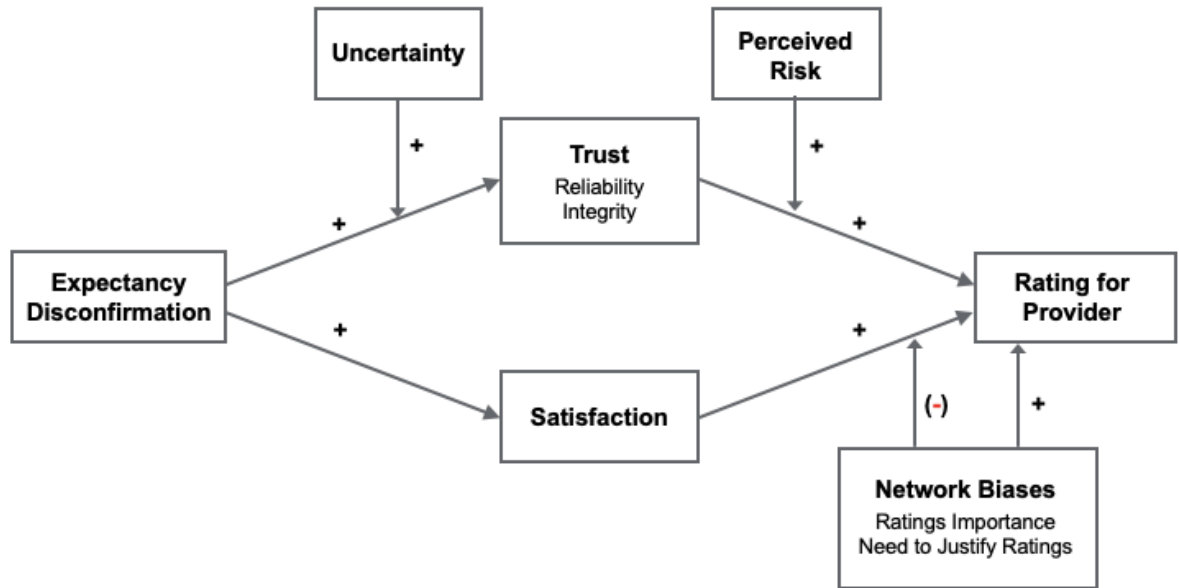 Uncertainty
Perceived
Risk
+
+
Trust
Reliability
Integrity
+
+
Expectancy
Disconfirmation
Rating for
Provider
+
+
Satisfaction
(-)
+
Network Biases
Ratings Importance
Need to Justify Ratings